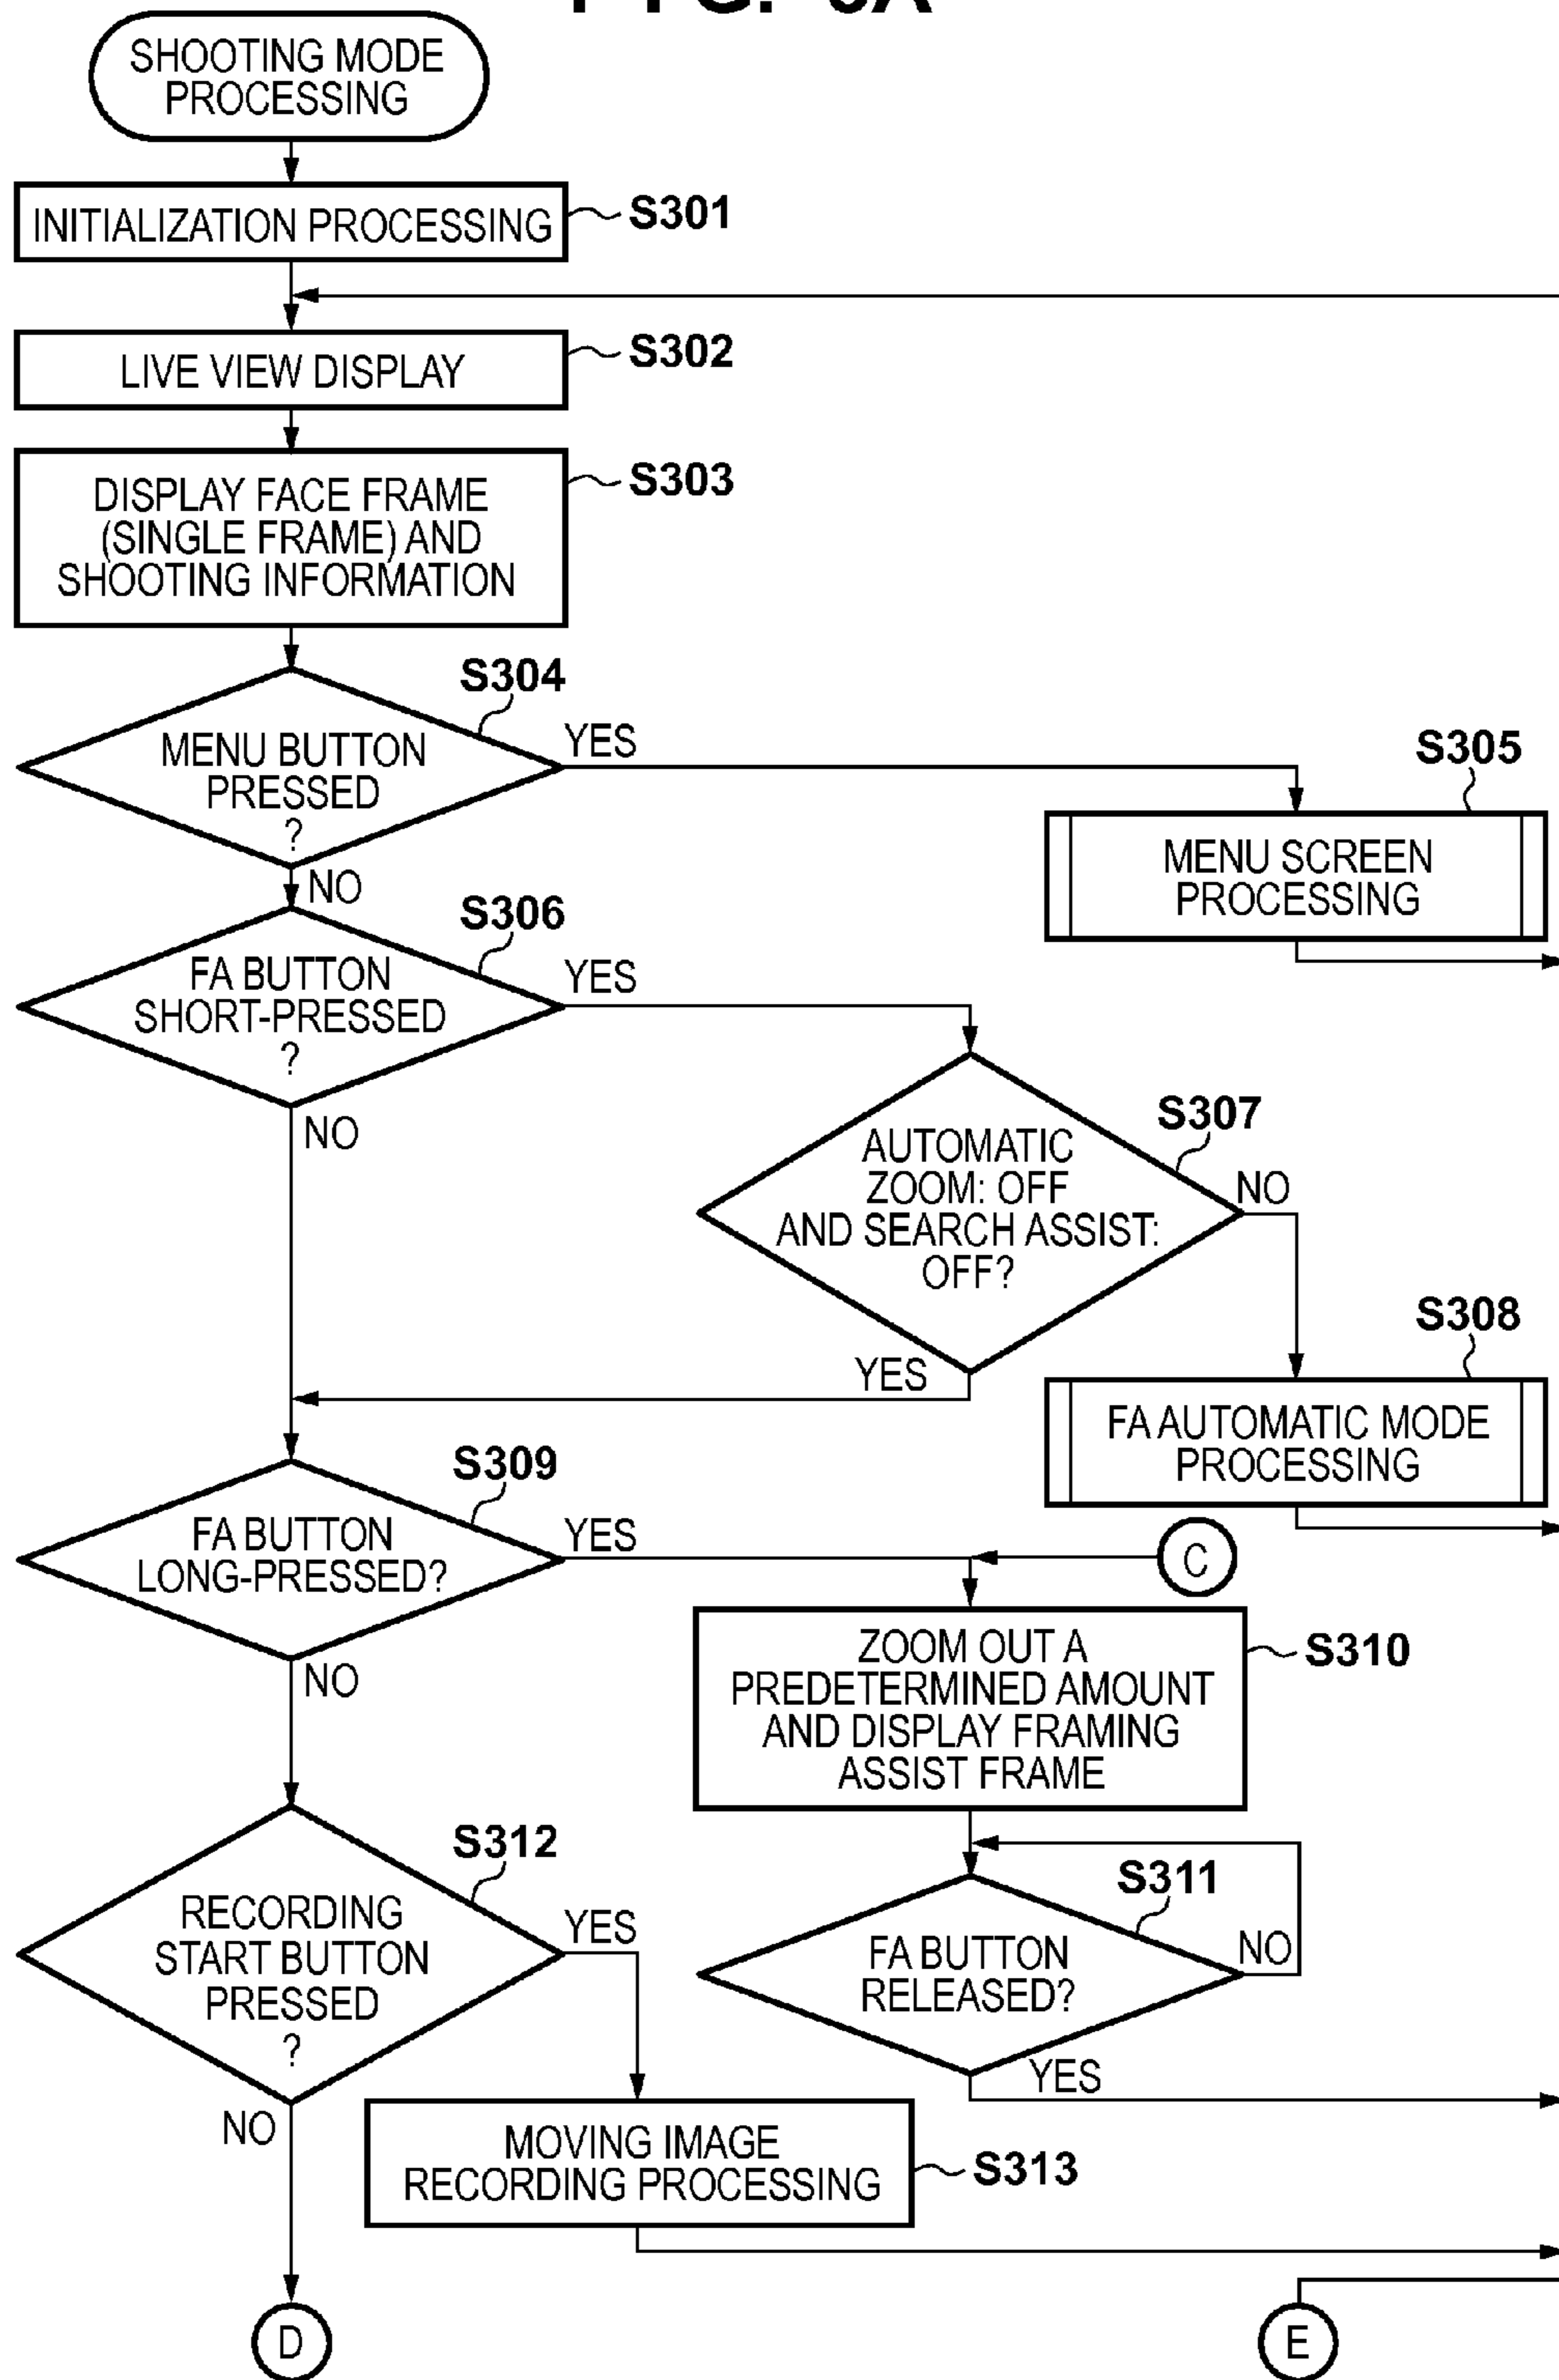 SHOOTING MODE
PROCESSING
INITIALIZATION PROCESSING
S301
LIVE VIEW DISPLAY
S302
DISPLAY FACE FRAME
(SINGLE FRAME) AND
SHOOTING INFORMATION
S303
S304
MENU BUTTON
PRESSED
?
YES
NO
S305
MENU SCREEN
PROCESSING
S306
FA BUTTON
SHORT-PRESSED
?
YES
NO
S307
AUTOMATIC
ZOOM: OFF
AND SEARCH ASSIST:
OFF?
NO
YES
S308
FA AUTOMATIC MODE
PROCESSING
S309
FA BUTTON
LONG-PRESSED?
YES
NO
C
ZOOM OUT A
PREDETERMINED AMOUNT
AND DISPLAY FRAMING
ASSIST FRAME
S310
S311
FA BUTTON
RELEASED?
NO
YES
S312
RECORDING
START BUTTON
PRESSED
?
YES
NO
MOVING IMAGE
RECORDING PROCESSING
S313
D
E